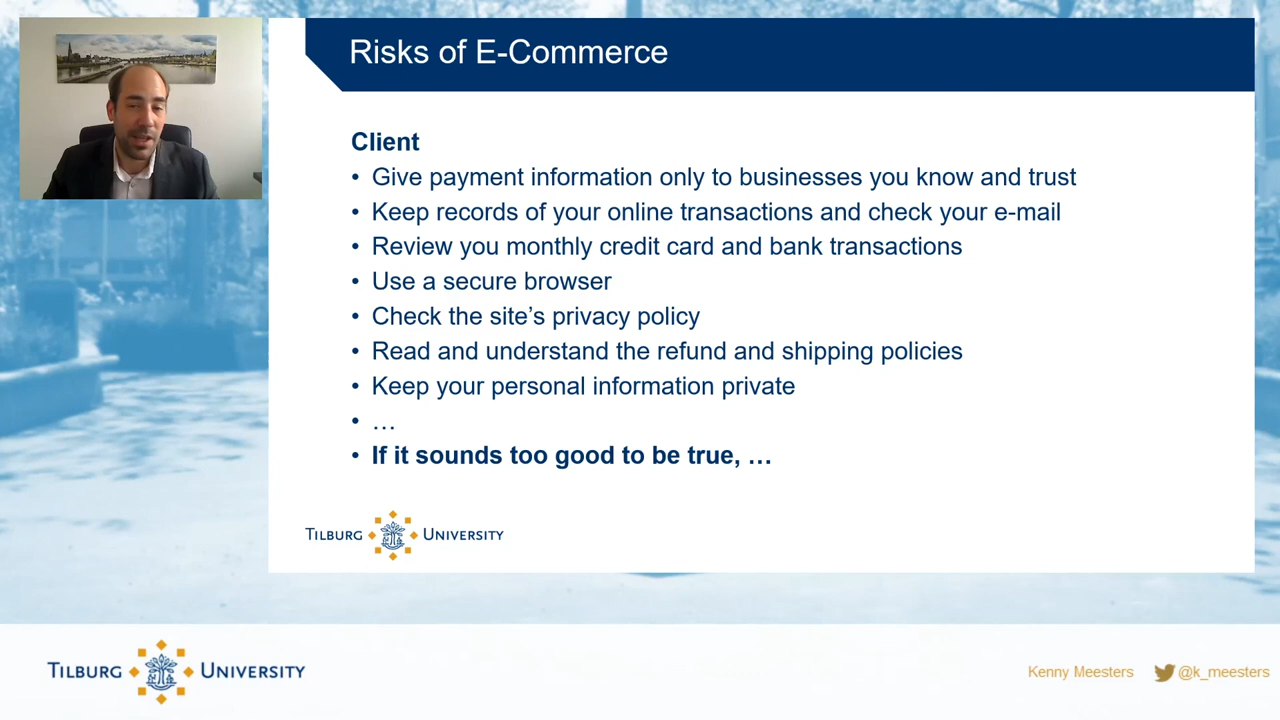 Risks of E-Commerce
Client
• Give payment information only to businesses you know and trust
• Keep records of your online transactions and check your e-mail
• Review you monthly credit card and bank transactions
• Use a secure browser
• Check the site’s privacy policy
• Read and understand the refund and shipping policies
• Keep your personal information private
• …
• If it sounds too good to be true, …
TILBURG UNIVERSITY
TILBURG UNIVERSITY
Kenny Meesters @k_meesters